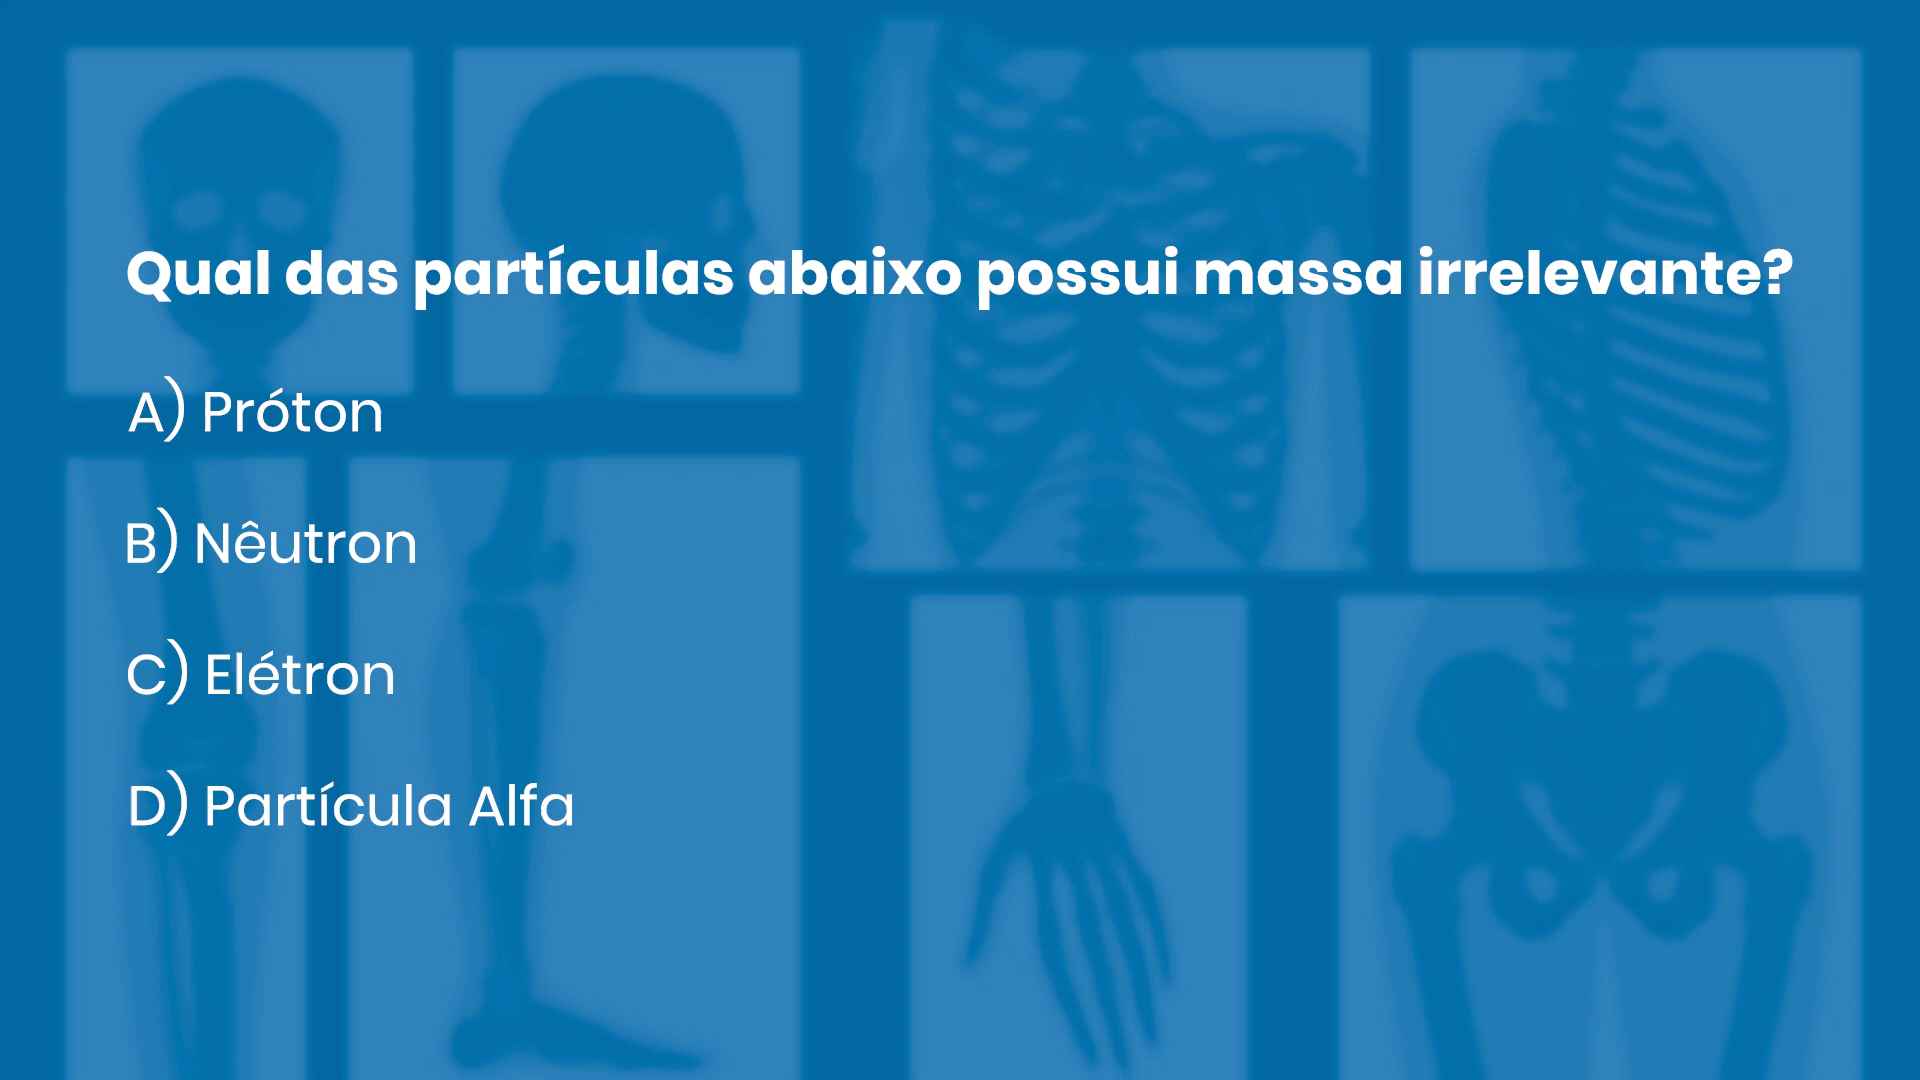 Qual das partículas abaixo possui massa irrelevante?
A) Próton
B) Nêutron
C) Elétron
D) Partícula Alfa